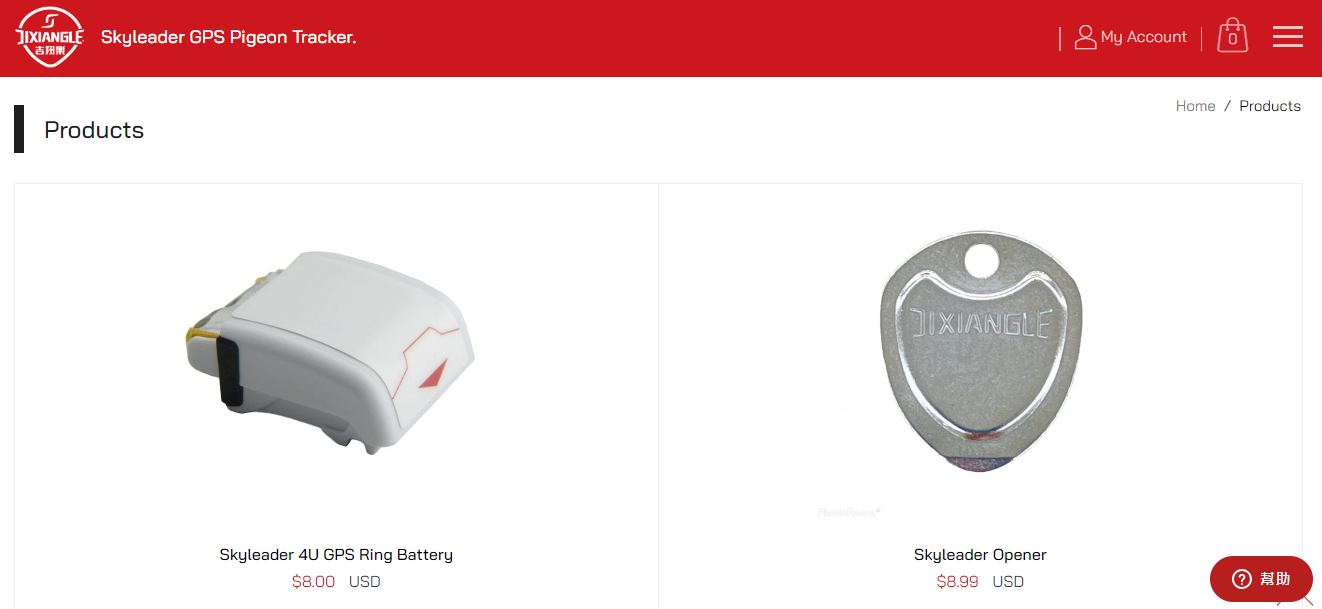 JIXIANGLE
吉翔樂
Skyleader GPS Pigeon Tracker.
My Account
0
Home / Products
Products
JIXIANGLE
Skyleader 4U GPS Ring Battery
$8.00 USD
Skyleader Opener
$8.99 USD
幫助